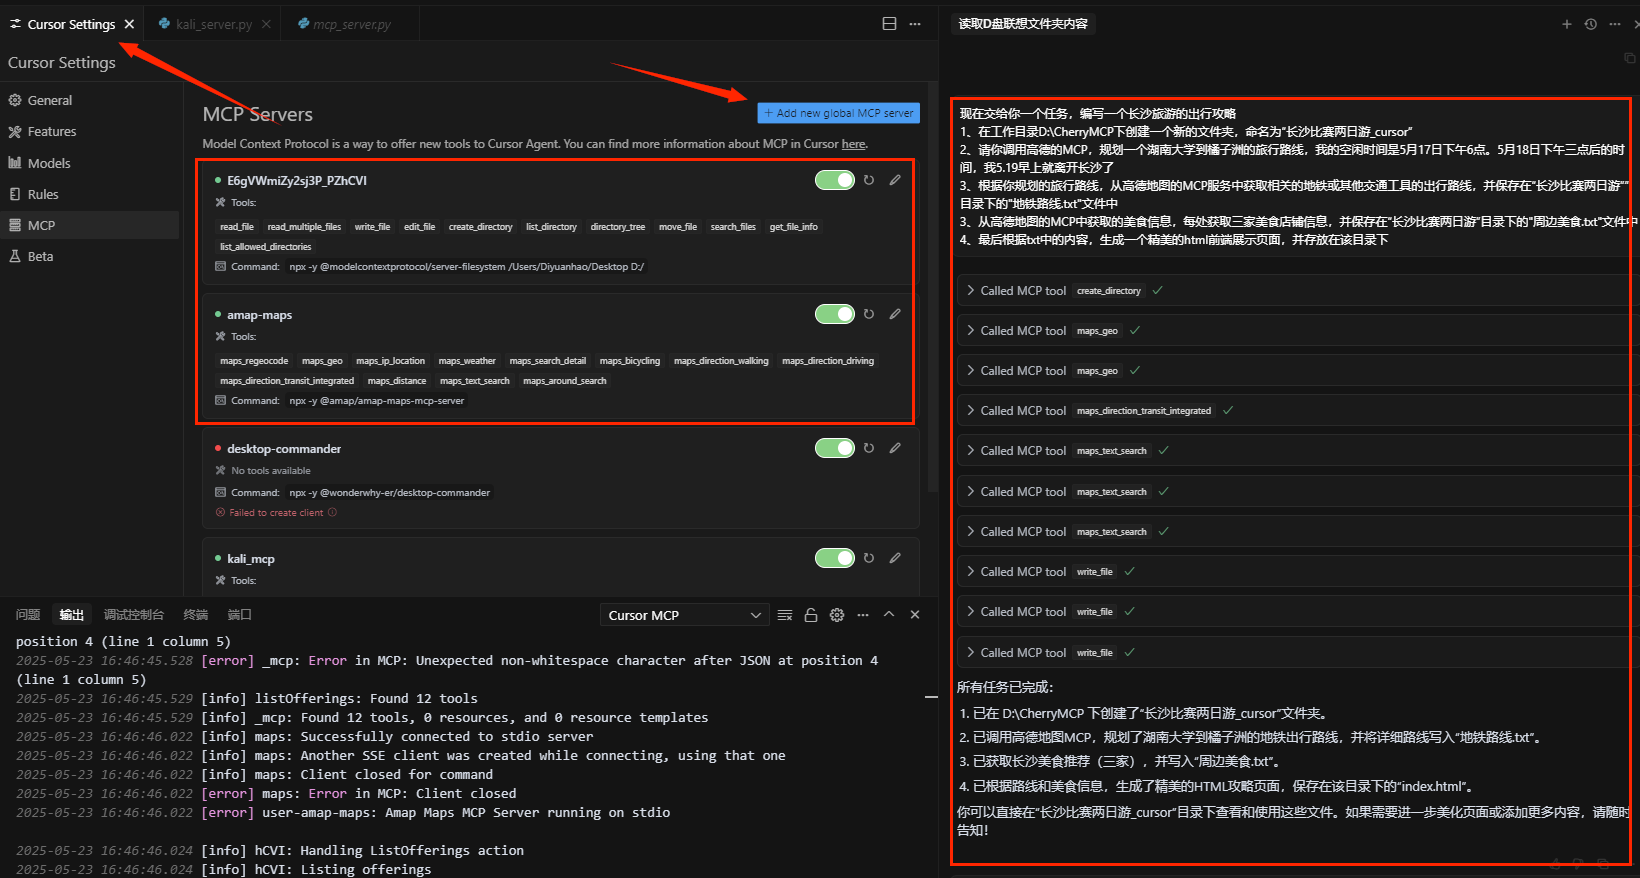 Cursor Settings
kali_server.py
mcp_server.py
Cursor Settings
General
Features
Models
Rules
MCP
Beta
MCP Servers
+ Add new global MCP server
Model Context Protocol is a way to offer new tools to Cursor Agent. You can find more information about MCP in Cursor here.
E6gVWmiZy2sj3P_PZhCVI
Tools:
read_file read_multiple_files write_file edit_file create_directory list_directory directory_tree move_file search_files get_file_info
list_allowed_directories
Command: npx -y @modelcontextprotocol/server-filesystem /Users/Diyuanhao/Desktop D:/
amap-maps
Tools:
maps_regeocode maps_geo maps_ip_location maps_weather maps_search_detail maps_bicycling maps_direction_walking maps_direction_driving
maps_direction_transit_integrated maps_distance maps_text_search maps_around_search
Command: npx -y @amap/amap-maps-mcp-server
desktop-commander
No tools available
Command: npx -y @wonderwhy-er/desktop-commander
Failed to create client
kali_mcp
Tools:
问题 输出 调试控制台 终端 端口
Cursor MCP
position 4 (line 1 column 5)
2025-05-23 16:46:45.528 [error] _mcp: Error in MCP: Unexpected non-whitespace character after JSON at position 4
(line 1 column 5)
2025-05-23 16:46:45.529 [info] listOfferings: Found 12 tools
2025-05-23 16:46:45.529 [info] _mcp: Found 12 tools, 0 resources, and 0 resource templates
2025-05-23 16:46:46.022 [info] maps: Successfully connected to stdio server
2025-05-23 16:46:46.022 [info] maps: Another SSE client was created while connecting, using that one
2025-05-23 16:46:46.022 [info] maps: Client closed for command
2025-05-23 16:46:46.022 [error] maps: Error in MCP: Client closed
2025-05-23 16:46:46.022 [error] user-amap-maps: Amap Maps MCP Server running on stdio
2025-05-23 16:46:46.024 [info] hCVI: Handling ListOfferings action
2025-05-23 16:46:46.024 [info] hCVI: Listing offerings
读取D盘联想文件夹内容
现在交给你一个任务，编写一个长沙旅游的出行攻略
1、在工作目录D:\CherryMCP下创建一个新的文件夹，命名为“长沙比赛两日游_cursor”
2、请你调用高德的MCP，规划一个湖南大学到橘子洲的旅行路线，我的空闲时间是5月17日下午6点。5月18日下午三点后的时
间，我5.19早上就离开长沙了
3、根据你规划的旅行路线，从高德地图的MCP服务中获取相关的地铁或其他交通工具的出行路线，并保存在“长沙比赛两日游”“
目录下的"地铁路线.txt"文件中
3、从高德地图的MCP中获取的美食信息，每处获取三家美食店铺信息，并保存在“长沙比赛两日游”目录下的"周边美食.txt"文件中
4、最后根据txt中的内容，生成一个精美的html前端展示页面，并存放在该目录下
Called MCP tool create_directory
Called MCP tool maps_geo
Called MCP tool maps_geo
Called MCP tool maps_direction_transit_integrated
Called MCP tool maps_text_search
Called MCP tool maps_text_search
Called MCP tool maps_text_search
Called MCP tool write_file
Called MCP tool write_file
Called MCP tool write_file
所有任务已完成：
1. 已在 D:\CherryMCP 下创建了“长沙比赛两日游_cursor”文件夹。
2. 已调用高德地图MCP，规划了湖南大学到橘子洲的地铁出行路线，并将详细路线写入“地铁路线.txt”。
3. 已获取长沙美食推荐（三家），并写入“周边美食.txt”。
4. 已根据路线和美食信息，生成了精美的HTML攻略页面，保存在该目录下的“index.html”。
你可以直接在“长沙比赛两日游_cursor”目录下查看和使用这些文件。如果需要进一步美化页面或添加更多内容，请随时
告知！